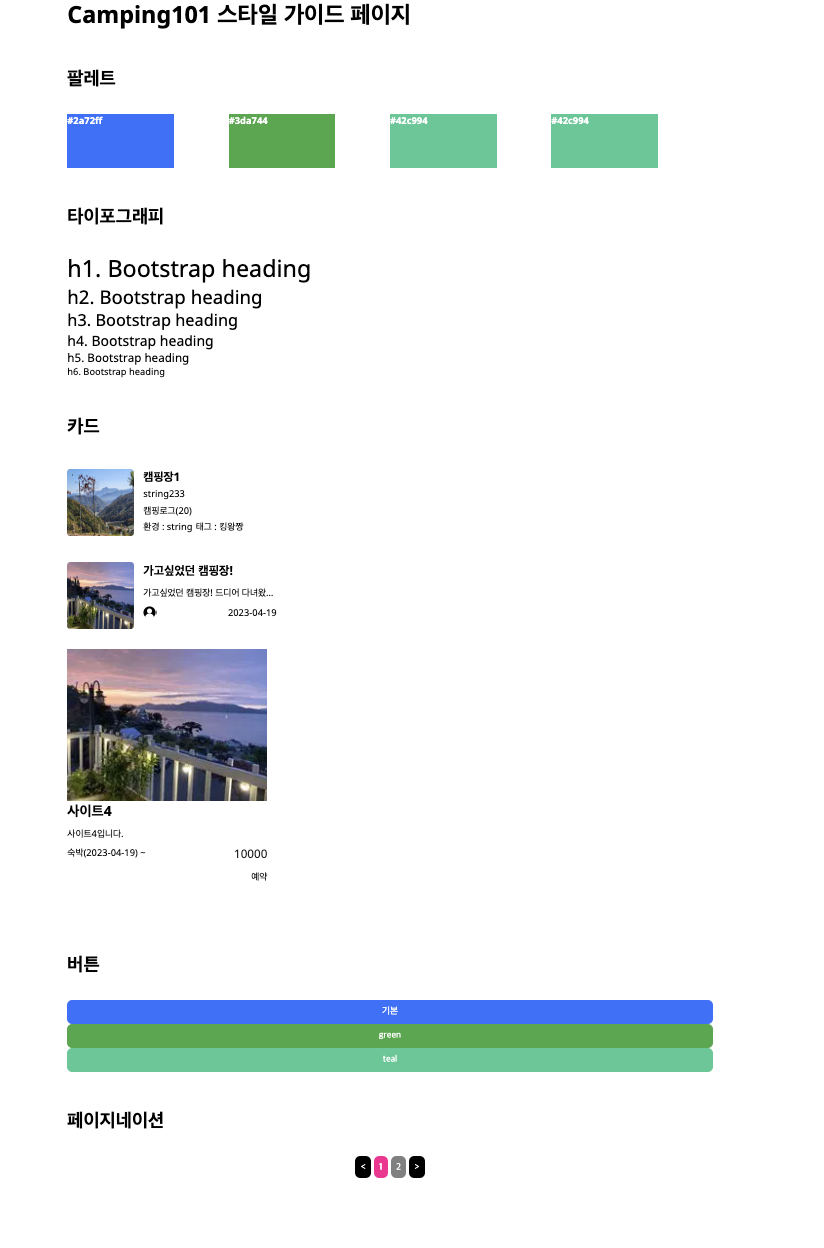 Camping101 스타일 가이드 페이지
팔레트
#2a72ff #3da744 #42c994 #42c994
타이포그래피
h1. Bootstrap heading
h2. Bootstrap heading
h3. Bootstrap heading
h4. Bootstrap heading
h5. Bootstrap heading
h6. Bootstrap heading
카드
캠핑장1
string233
캠핑로그(20)
환경 : string 태그 : 킹왕짱
가고싶었던 캠핑장!
가고싶었던 캠핑장! 드디어 다녀왔...
2023-04-19
사이트4
사이트4입니다.
숙박(2023-04-19) ~ 10000
예약
버튼
기본
green
teal
페이지네이션
< 1 2 >